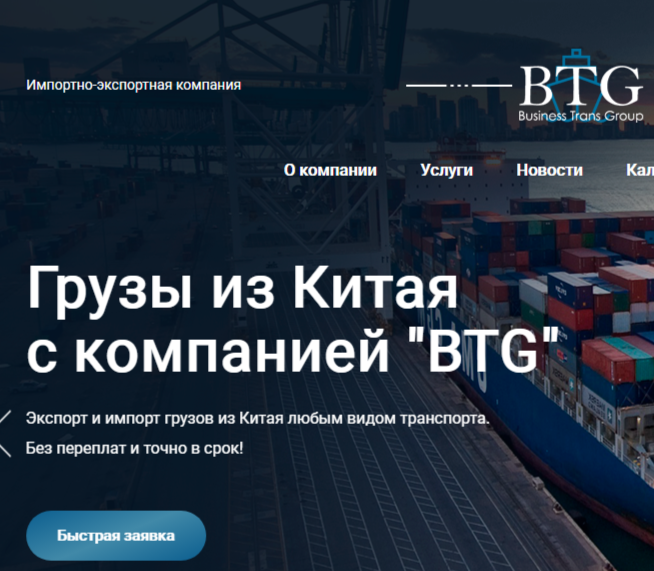 Импортно-экспортная компания
BTG
Business Trans Group
О компании Услуги Новости
Грузы из Китая
с компанией "BTG"
Экспорт и импорт грузов из Китая любым видом транспорта.
Без переплат и точно в срок!
Быстрая заявка